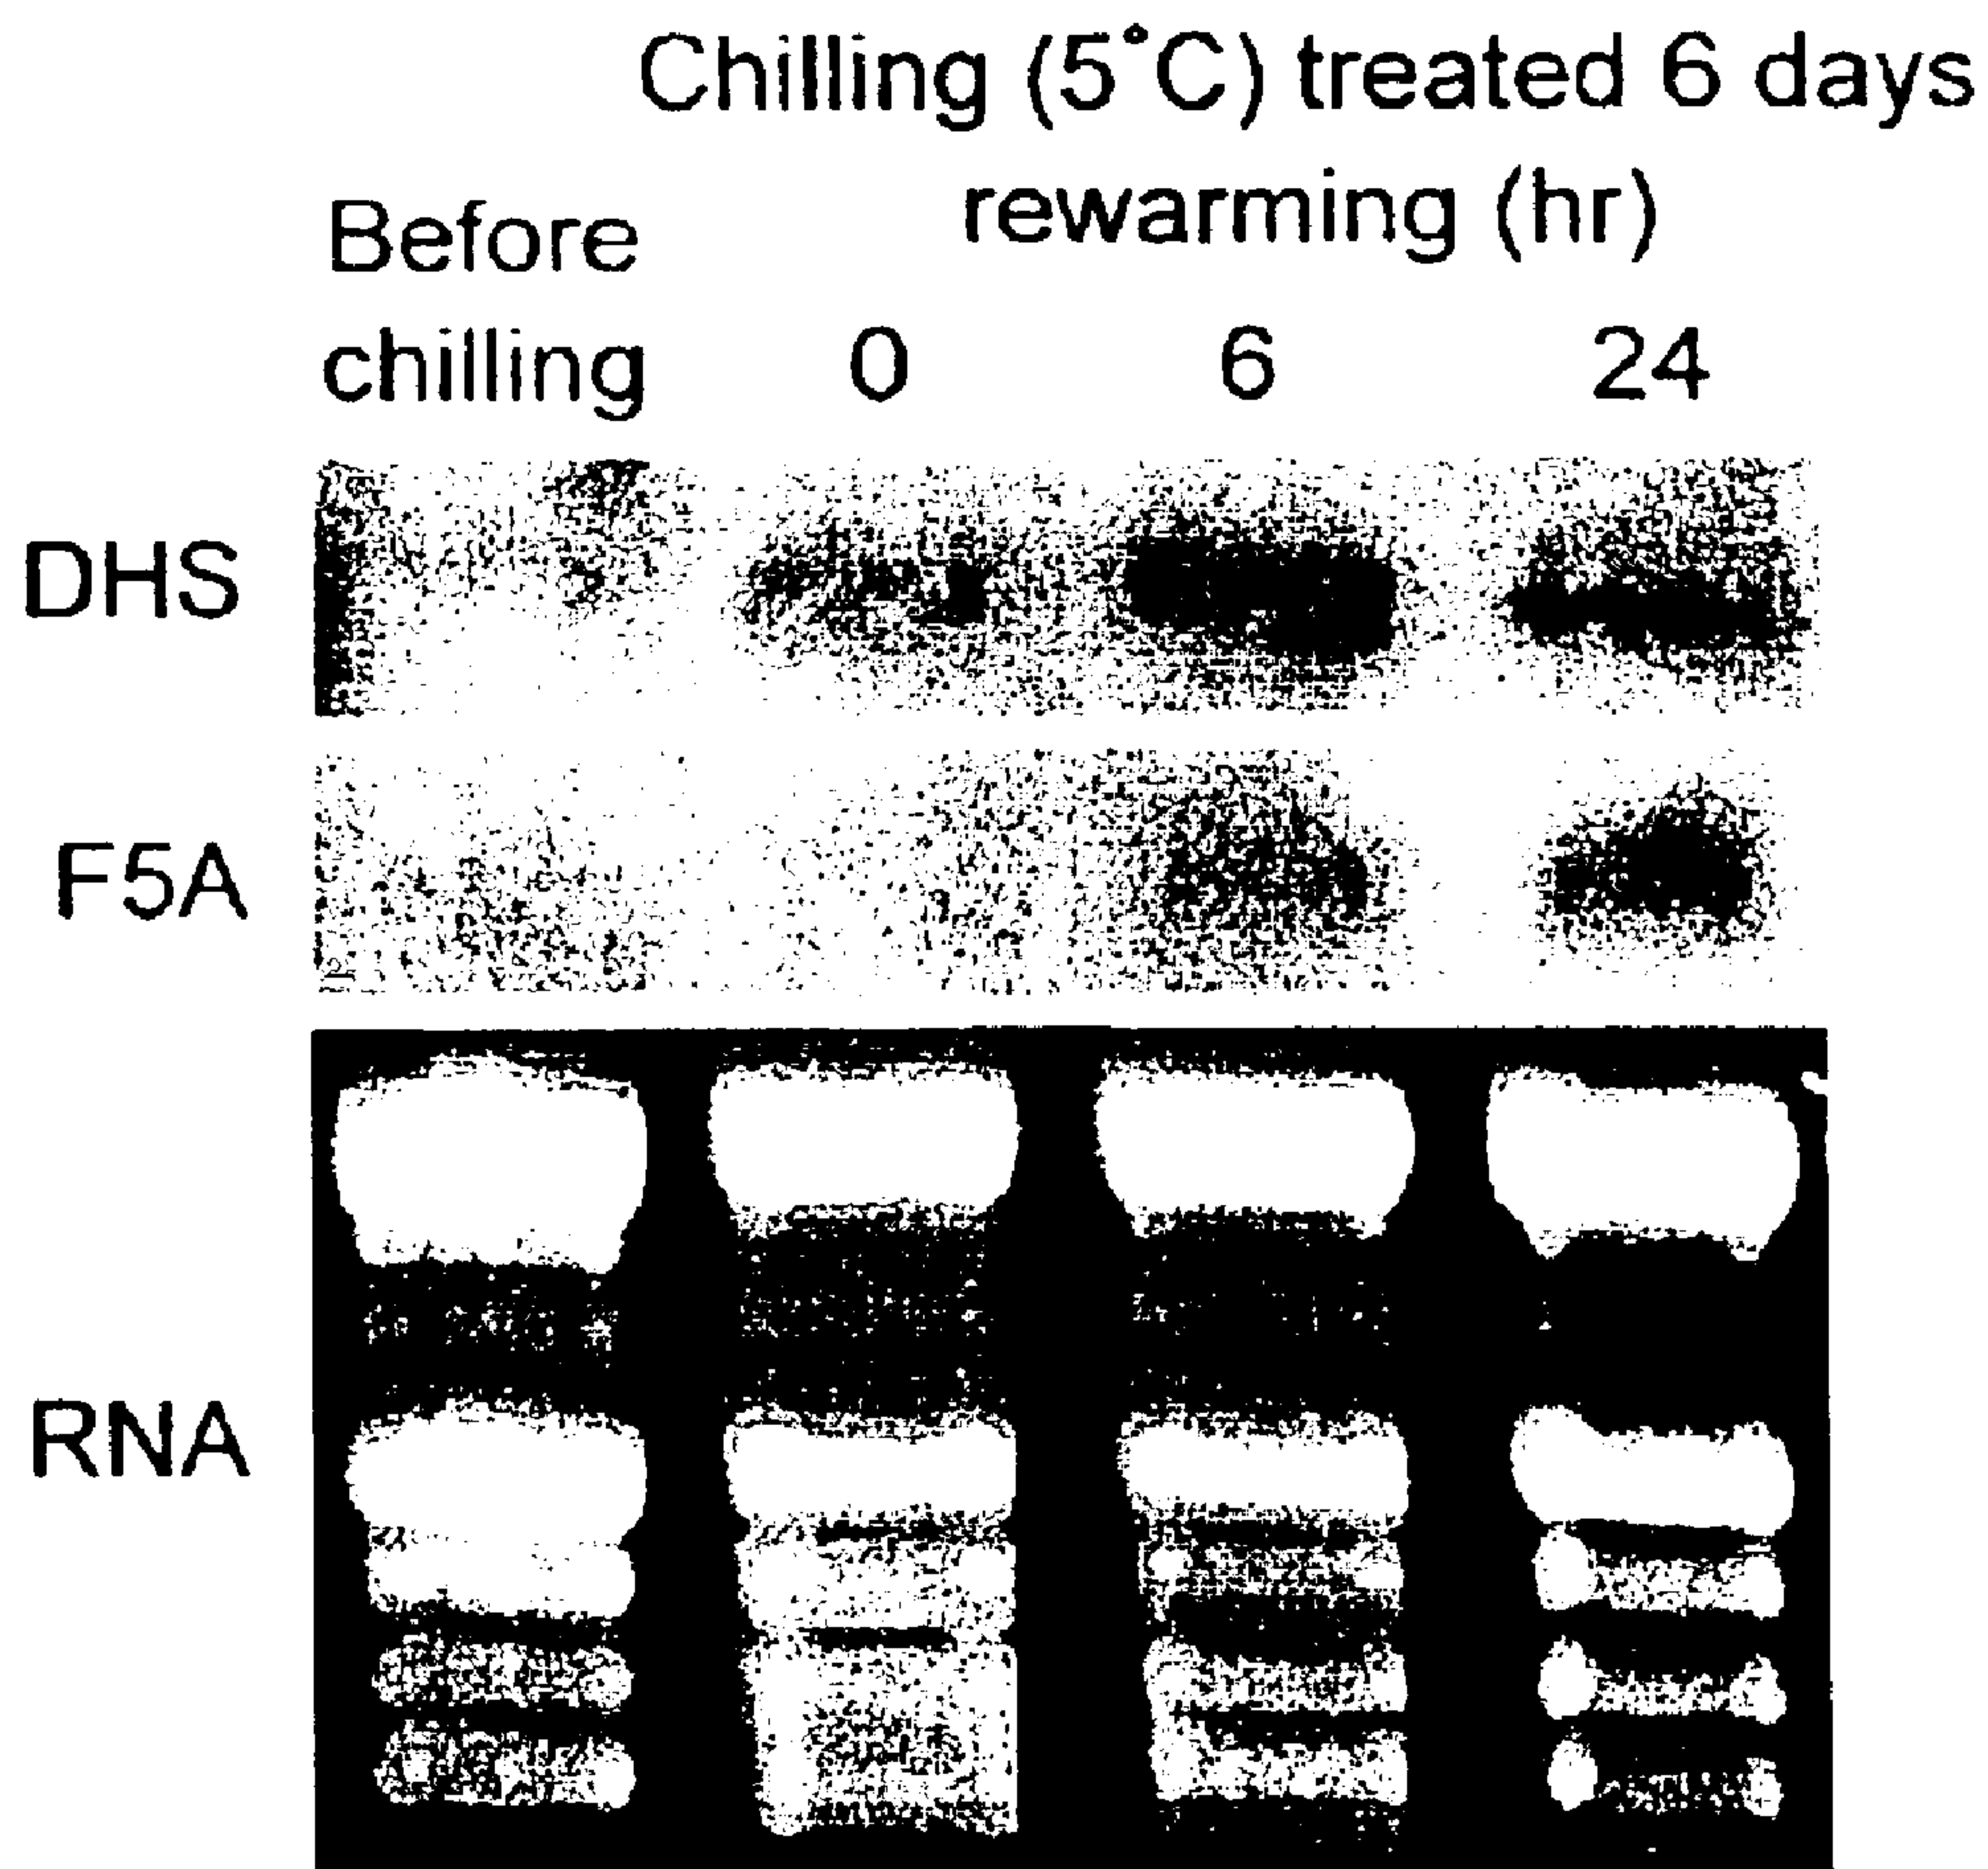 Chilling (5°C) treated 6 days
rewarming (hr)
Before
chilling
0 6 24
DHS
F5A
RNA